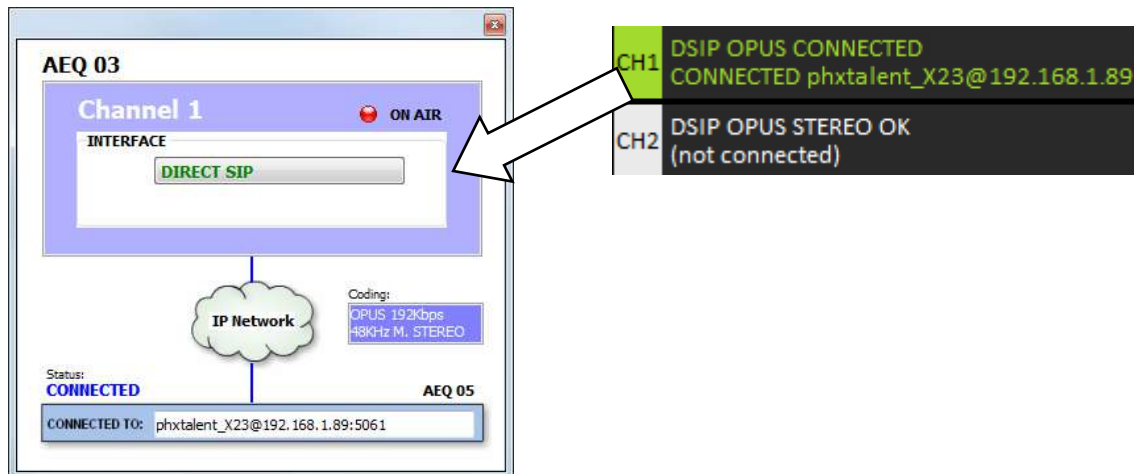 AEQ 03
Channel 1
ON AIR
INTERFACE
DIRECT SIP
IP Network
Coding:
OPUS 192Kbps
48KHz M. STEREO
Status:
CONNECTED
AEQ 05
CONNECTED TO: phxtalent_X23@192.168.1.89:5061
CH1
DSIP OPUS CONNECTED
CONNECTED phxtalent_X23@192.168.1.89
CH2
DSIP OPUS STEREO OK
(not connected)